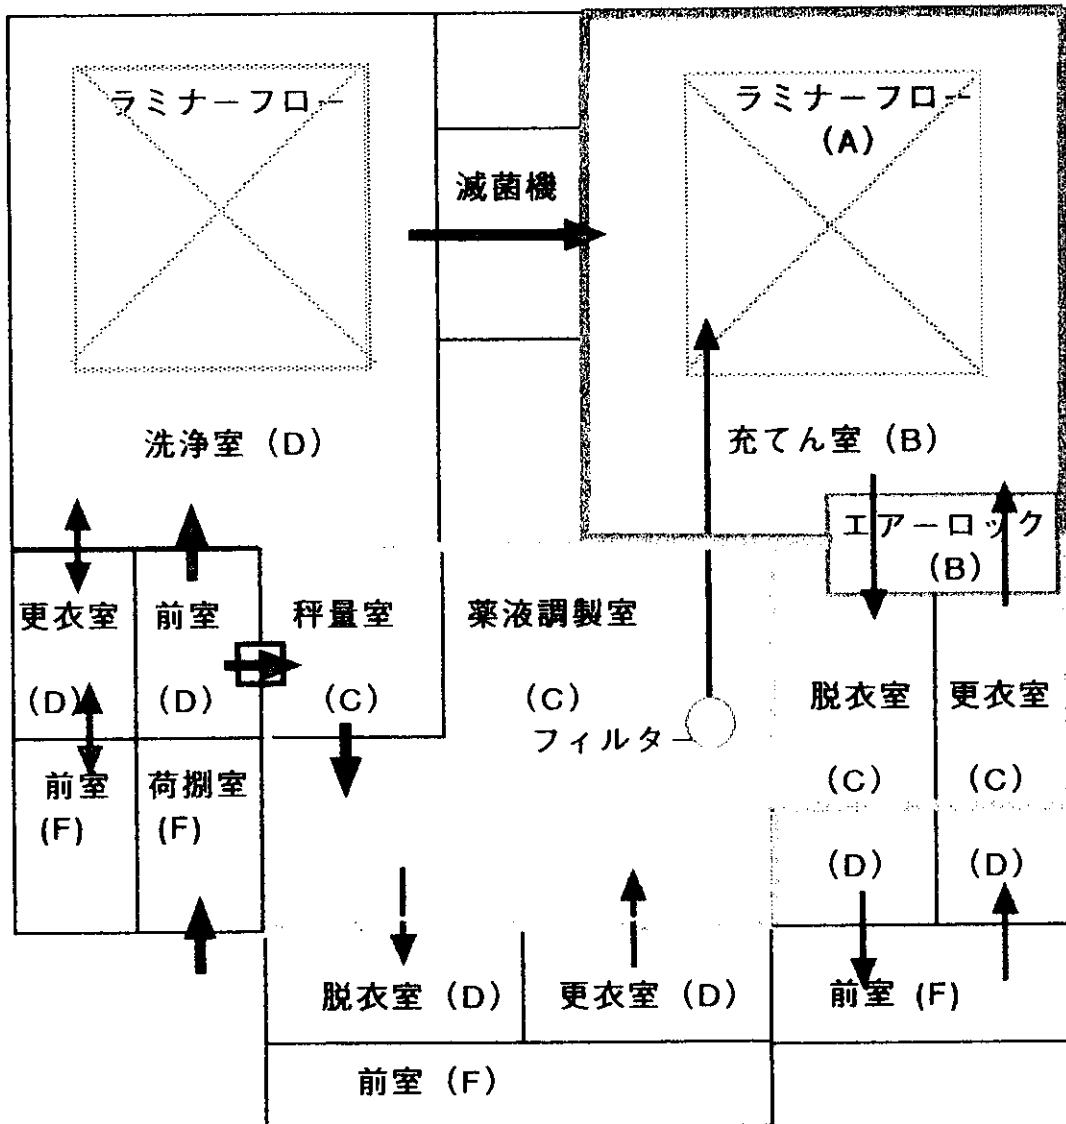 ラミナーフロー
ラミナーフロー
(A)
滅菌機
洗浄室 (D)
充てん室 (B)
エアーロック
(B)
更衣室
(D)
前室
(D)
秤量室
(C)
薬液調製室
(C)
フィルター
脱衣室
(C)
(D)
更衣室
(C)
(D)
前室
(F)
荷捌室
(F)
脱衣室 (D)
更衣室 (D)
前室 (F)
前室 (F)